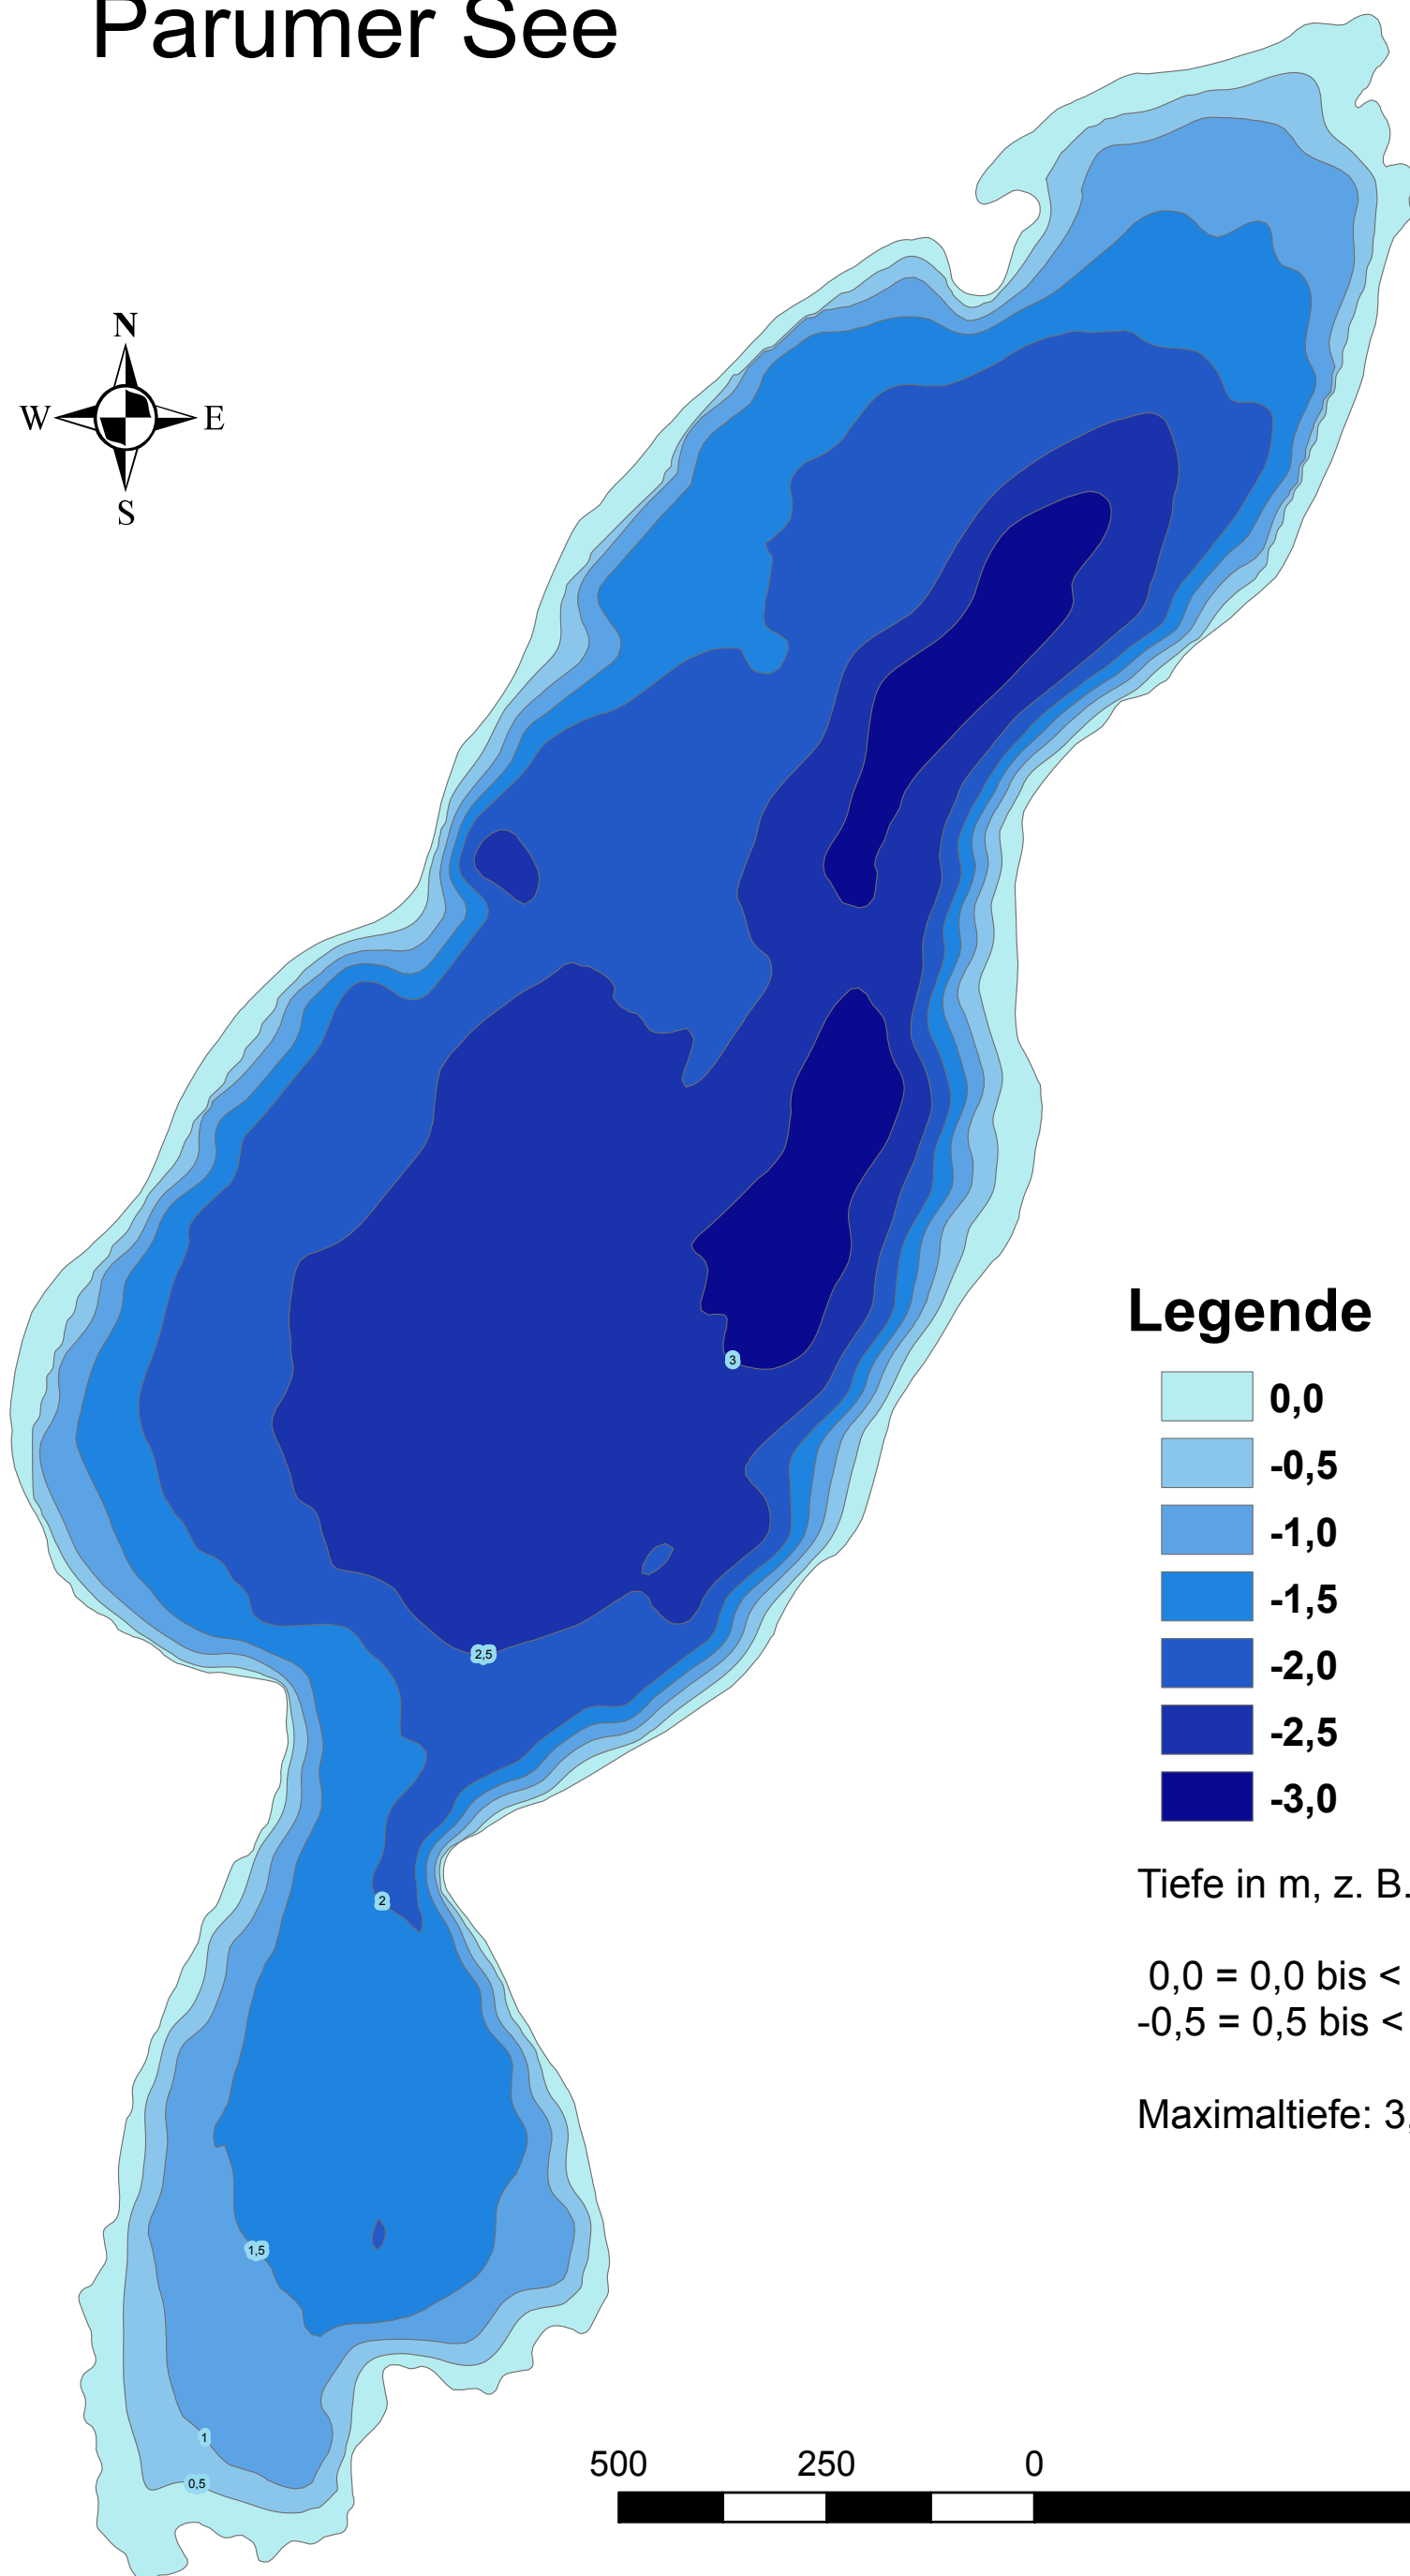 Parumer See
N
W E
S
3
2,5
2
1,5
1
0,5
Legende
0,0
-0,5
-1,0
-1,5
-2,0
-2,5
-3,0
Tiefe in m, z. B.
0,0 = 0,0 bis <
-0,5 = 0,5 bis <
Maximaltiefe: 3,
500 250 0